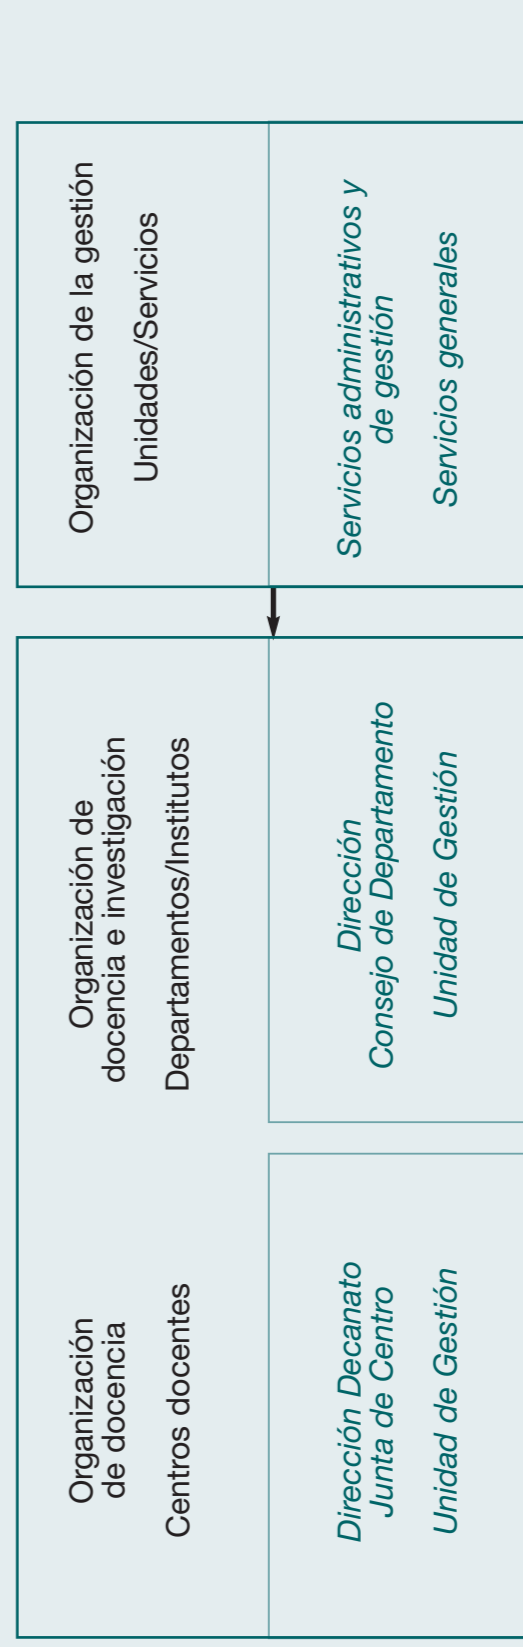 Organización
de docencia
Centros docentes
Dirección Decanato
Junta de Centro
Unidad de Gestión
Organización de
docencia e investigación
Departamentos/Institutos
Dirección
Consejo de Departamento
Unidad de Gestión
Organización de la gestión
Unidades/Servicios
Servicios administrativos y
de gestión
Servicios generales